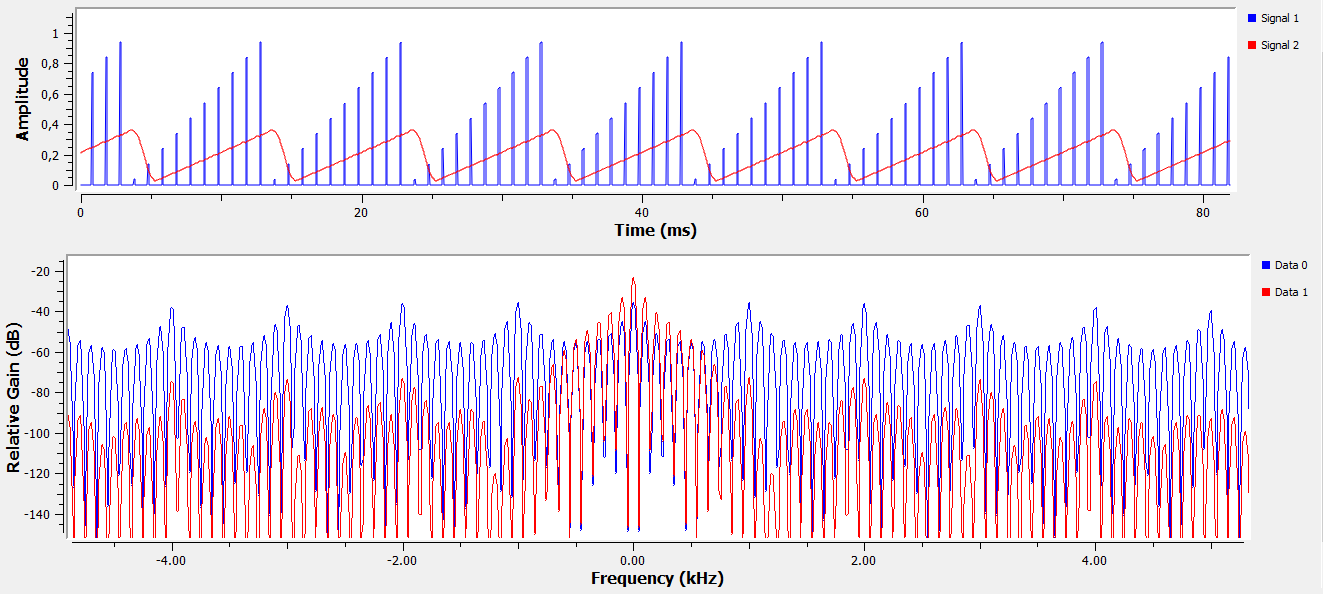 Signal 1
Signal 2
Amplitude
1
0,8
0,6
0,4
0,2
0
0 20 40 60 80
Time (ms)
Data 0
Data 1
Relative Gain (dB)
-20
-40
-60
-80
-100
-120
-140
-4.00 -2.00 0.00 2.00 4.00
Frequency (kHz)